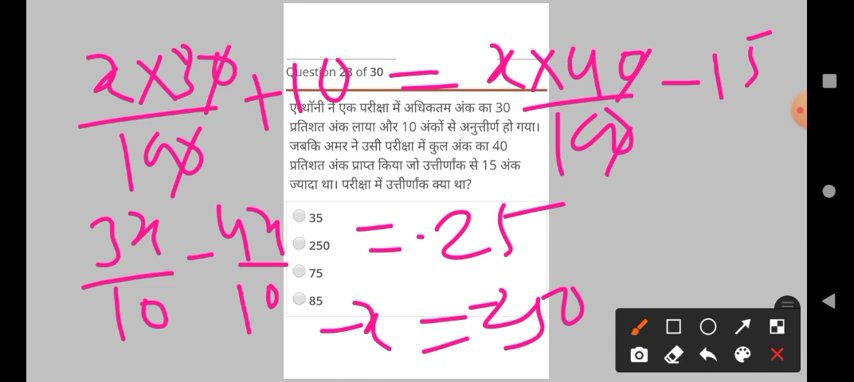 x×30/100 + 10 = x×40/100 - 15
Question 23 of 30
एन्थॉनी ने एक परीक्षा में अधिकतम अंक का 30
प्रतिशत अंक लाया और 10 अंकों से अनुत्तीर्ण हो गया।
जबकि अमर ने उसी परीक्षा में कुल अंक का 40
प्रतिशत अंक प्राप्त किया जो उत्तीर्णांक से 15 अंक
ज्यादा था। परीक्षा में उत्तीर्णांक क्या था?
35
250
75
85
3x/10 - 4x/10 = -25
-x = -250